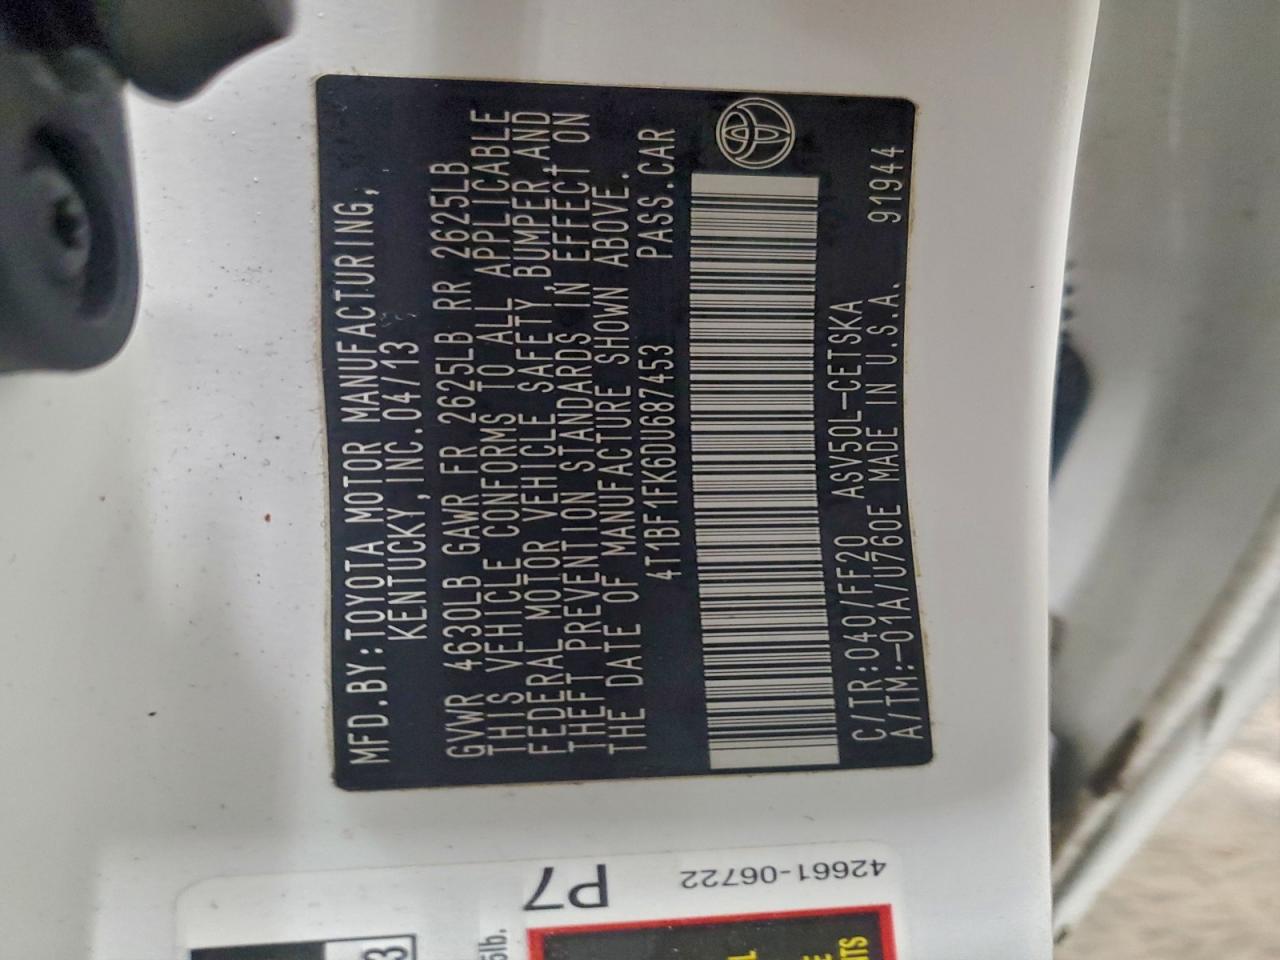 MFD.BY:TOYOTA MOTOR MANUFACTURING,
KENTUCKY,INC.04/13
GVWR 4630LB GAWR FR 2625LB RR 2625LB
THIS VEHICLE CONFORMS TO ALL APPLICABLE
FEDERAL MOTOR VEHICLE SAFETY,BUMPER,AND
THEFT PREVENTION STANDARDS IN EFFECT ON
THE DATE OF MANUFACTURE SHOWN ABOVE.
4T1BF1FK6DU687453 PASS.CAR
C/TR:040/FF20 ASV50L-CETSKA
A/TM:-01A/U760E MADE IN U.S.A. 91944
P7
42661-06722